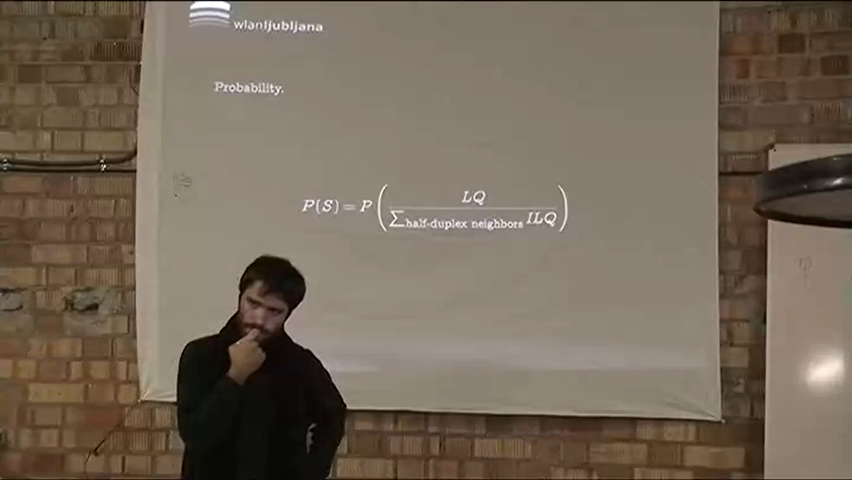 wlanljubljana
Probability.
P(S) = P ( LQ / ∑half-duplex neighbors ILQ )